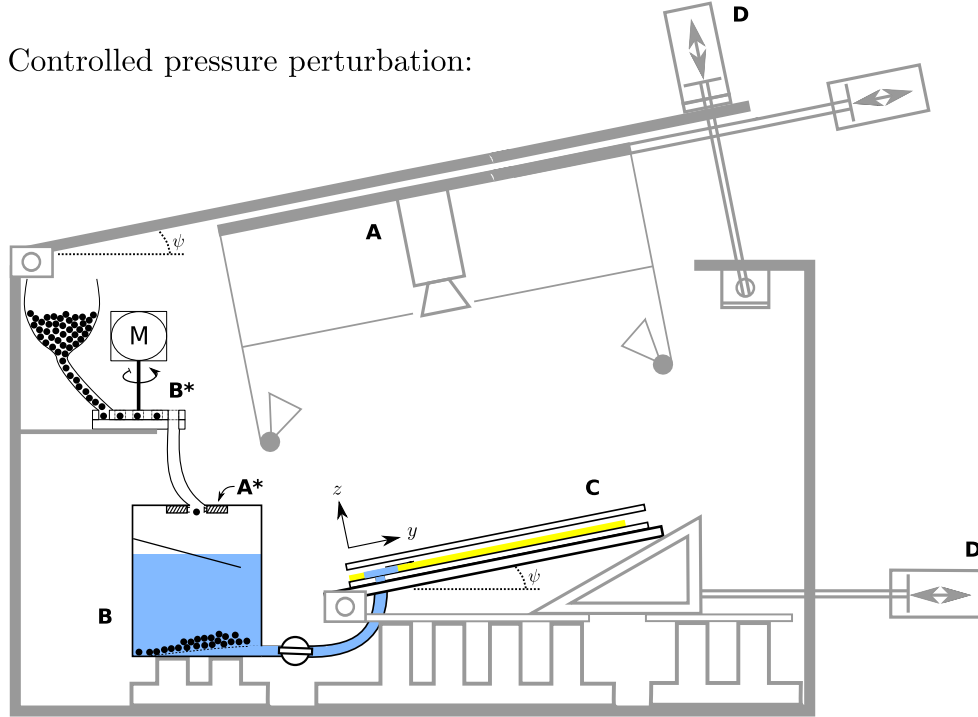 Controlled pressure perturbation:
D
ψ
A
M
B*
A*
z
y
C
ψ
D
B